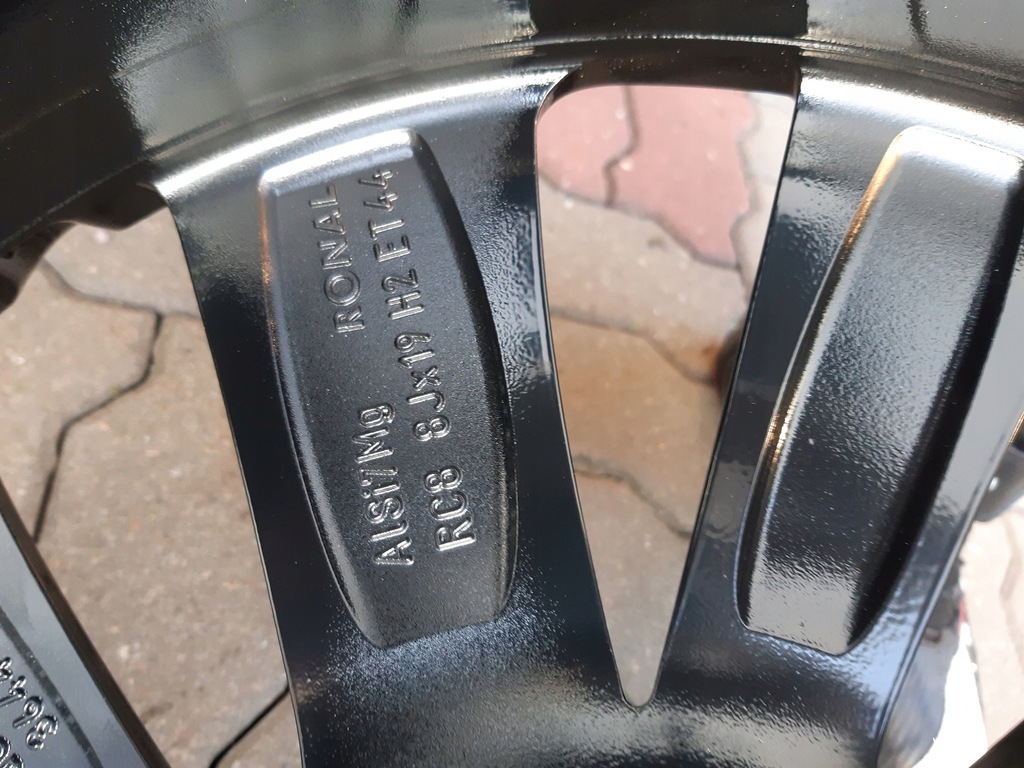 AlSi7Mg RONAL
RC8 8Jx19 H2 ET44